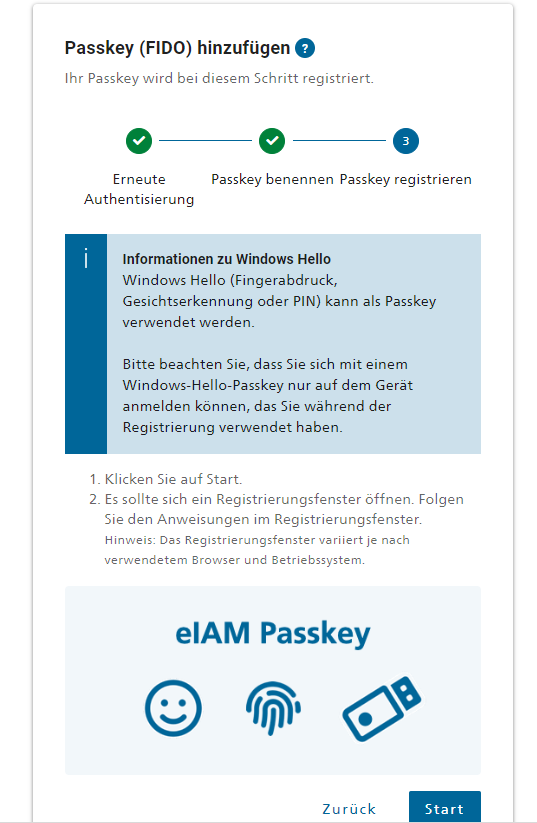 Passkey (FIDO) hinzufügen ?
Ihr Passkey wird bei diesem Schritt registriert.
3
Erneute Authentisierung
Passkey benennen
Passkey registrieren
i
Informationen zu Windows Hello
Windows Hello (Fingerabdruck,
Gesichtserkennung oder PIN) kann als Passkey
verwendet werden.
Bitte beachten Sie, dass Sie sich mit einem
Windows-Hello-Passkey nur auf dem Gerät
anmelden können, das Sie während der
Registrierung verwendet haben.
1. Klicken Sie auf Start.
2. Es sollte sich ein Registrierungsfenster öffnen. Folgen
Sie den Anweisungen im Registrierungsfenster.
Hinweis: Das Registrierungsfenster variiert je nach
verwendetem Browser und Betriebssystem.
eIAM Passkey
Zurück
Start